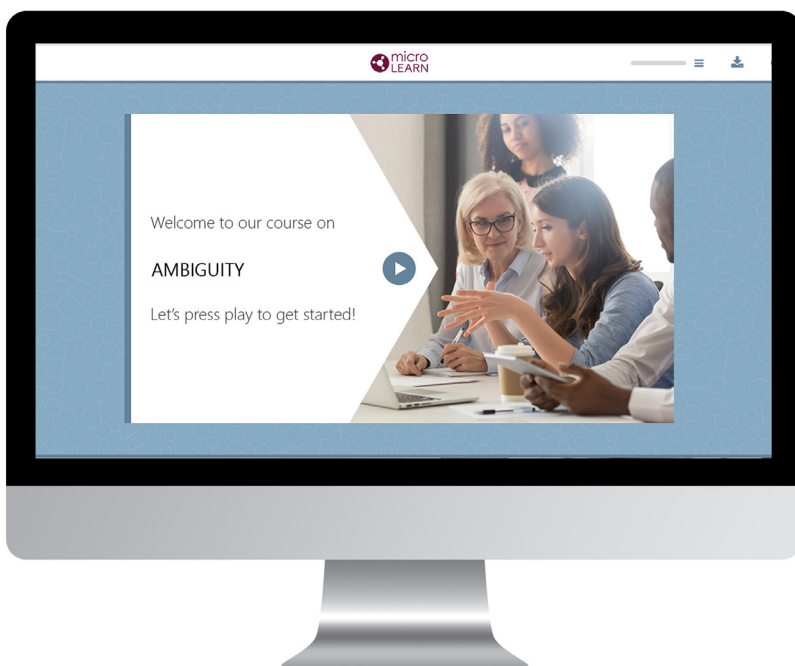 micro
LEARN
Welcome to our course on
AMBIGUITY
Let's press play to get started!